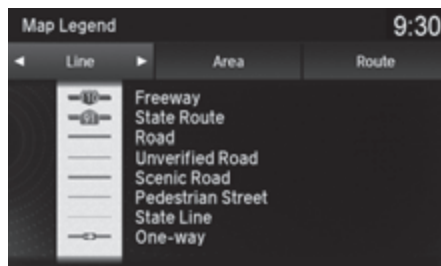 Map Legend 9:30
Line Area Route
Freeway
State Route
Road
Unverified Road
Scenic Road
Pedestrian Street
State Line
One-way